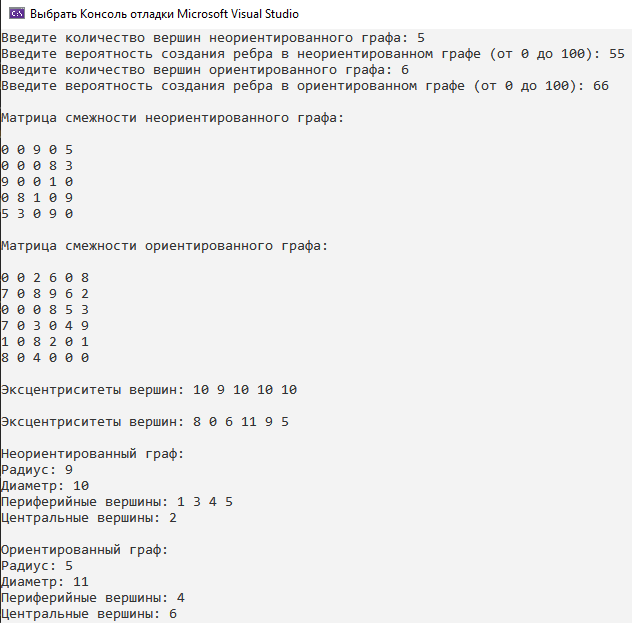 Выбрать Консоль отладки Microsoft Visual Studio
Введите количество вершин неориентированного графа: 5
Введите вероятность создания ребра в неориентированном графе (от 0 до 100): 55
Введите количество вершин ориентированного графа: 6
Введите вероятность создания ребра в ориентированном графе (от 0 до 100): 66
Матрица смежности неориентированного графа:
0 0 9 0 5
0 0 0 8 3
9 0 0 1 0
0 8 1 0 9
5 3 0 9 0
Матрица смежности ориентированного графа:
0 0 2 6 0 8
7 0 8 9 6 2
0 0 0 8 5 3
7 0 3 0 4 9
1 0 8 2 0 1
8 0 4 0 0 0
Эксцентриситеты вершин: 10 9 10 10 10
Эксцентриситеты вершин: 8 0 6 11 9 5
Неориентированный граф:
Радиус: 9
Диаметр: 10
Периферийные вершины: 1 3 4 5
Центральные вершины: 2
Ориентированный граф:
Радиус: 5
Диаметр: 11
Периферийные вершины: 4
Центральные вершины: 6